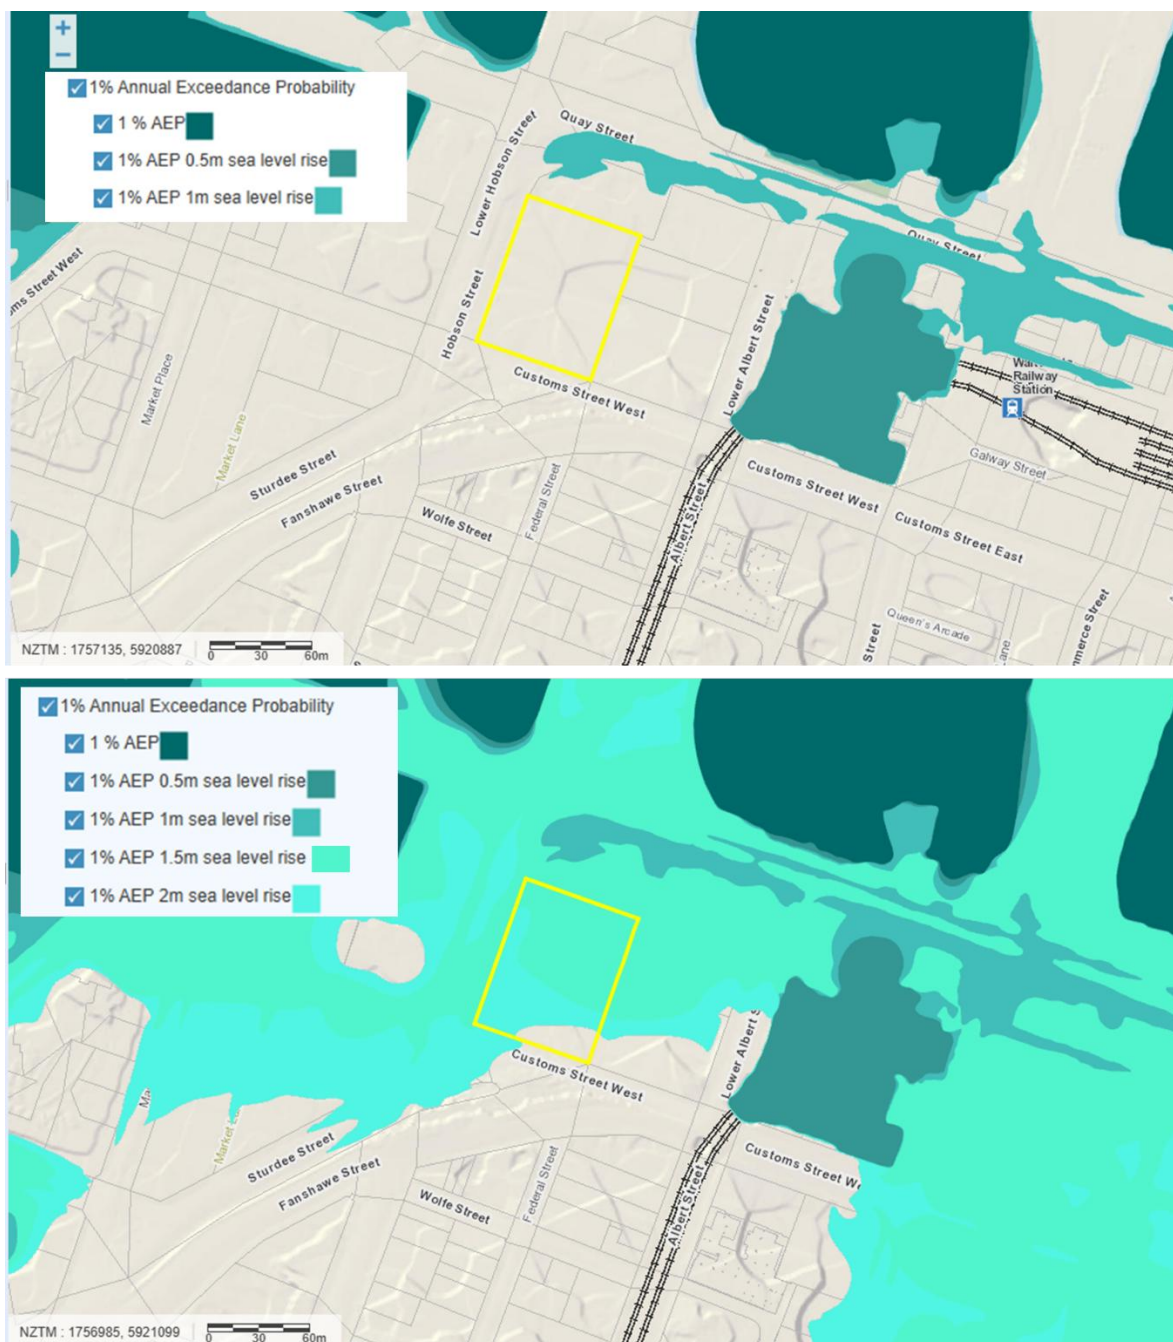 +
−
1% Annual Exceedance Probability
1 % AEP
1% AEP 0.5m sea level rise
1% AEP 1m sea level rise
Quay Street
Lower Hobson Street
Quay Street
Hobson Street
Customs Street West
Lower Albert Street
Railway
Station
Market Place
Market Lane
Customs Street West
Galway Street
Sturdee Street
Fanshawe Street
Federal Street
Wolfe Street
Albert Street
Customs Street East
Queen's Arcade
Street
NZTM : 1757135, 5920887
0 30 60m
1% Annual Exceedance Probability
1 % AEP
1% AEP 0.5m sea level rise
1% AEP 1m sea level rise
1% AEP 1.5m sea level rise
1% AEP 2m sea level rise
Customs Street West
Lower Albert S
Sturdee Street
Fanshawe Street
Federal Street
Wolfe Street
Albert Street
Customs Street W
NZTM : 1756985, 5921099
0 30 60m